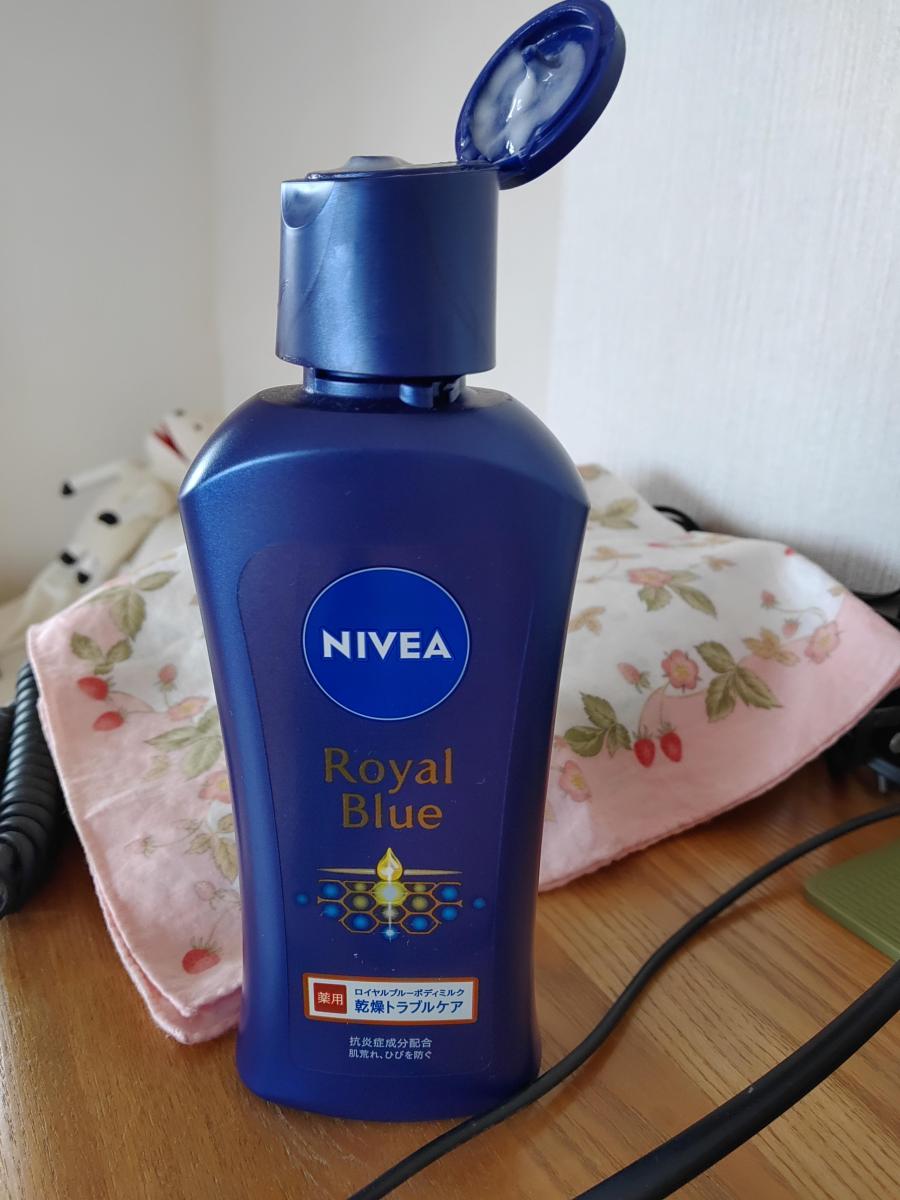 NIVEA
Royal
Blue
薬用
ロイヤルブルーボディミルク
乾燥トラブルケア
抗炎症成分配合
肌荒れ、ひびを防ぐ